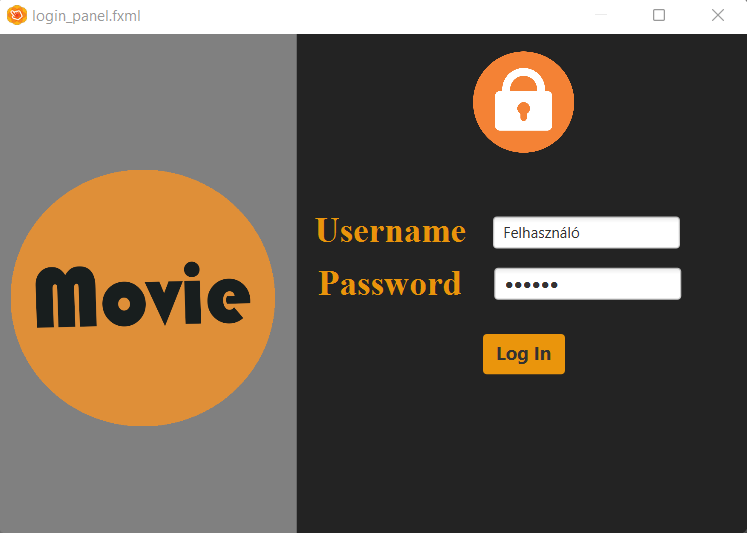 login_panel.fxml
Movie
Username Felhasználó
Password ••••••
Log In